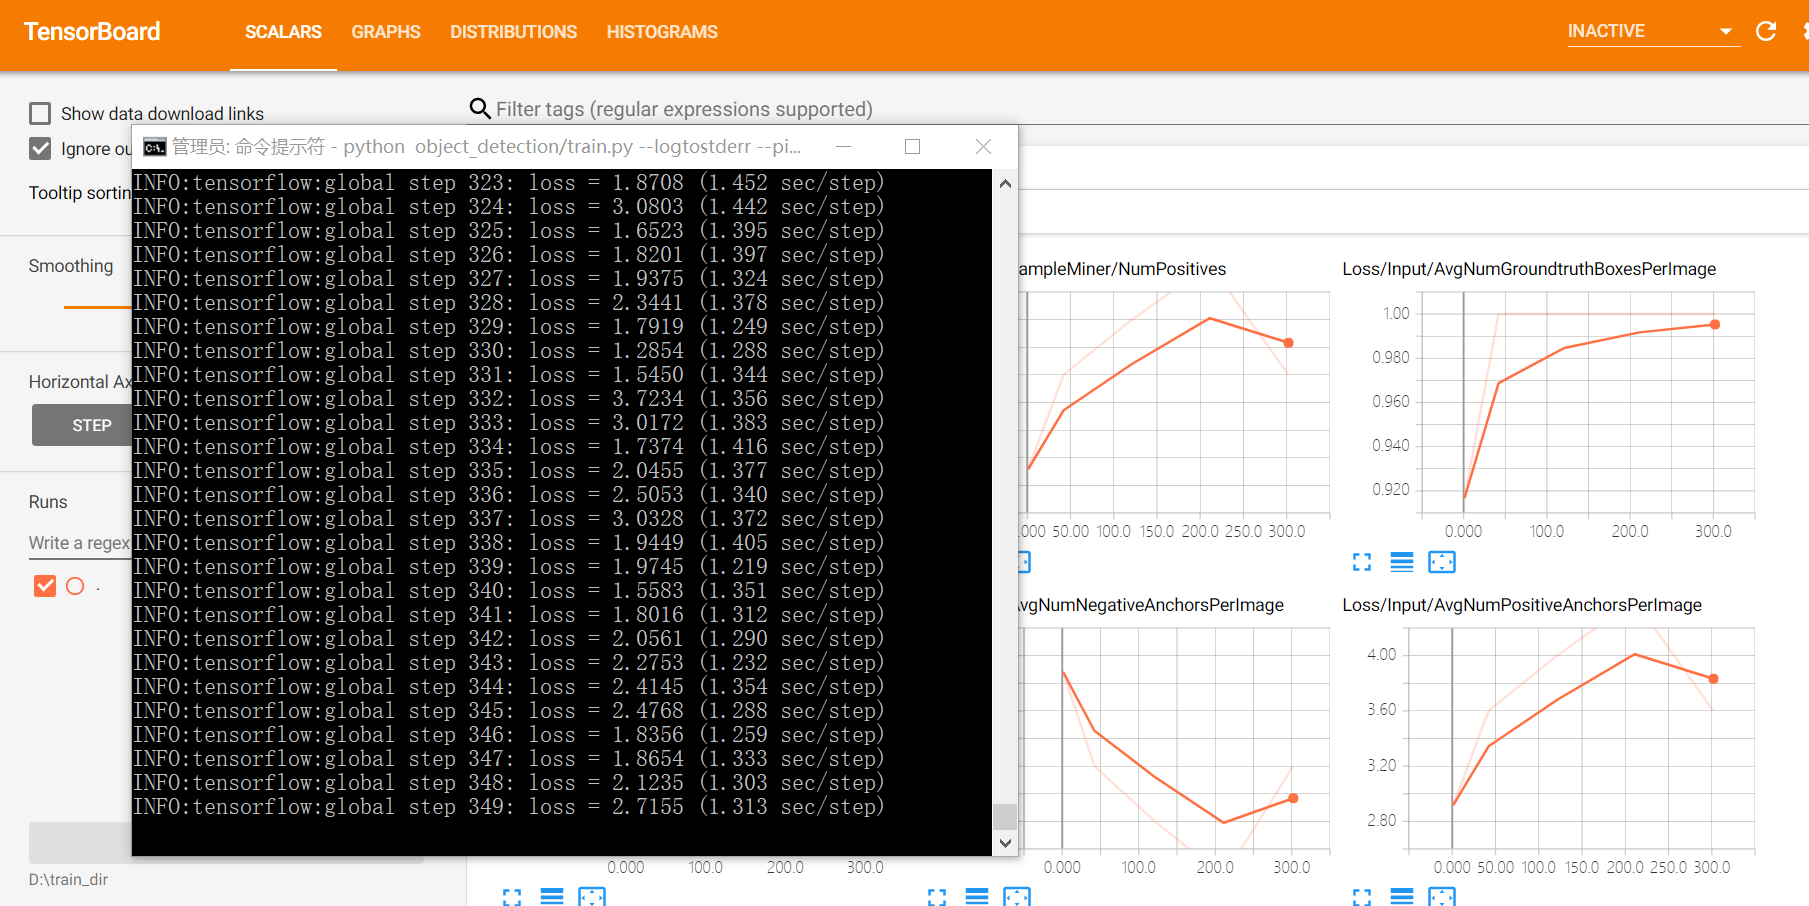 TensorBoard SCALARS GRAPHS DISTRIBUTIONS HISTOGRAMS INACTIVE
Show data download links
Filter tags (regular expressions supported)
Ignore ou
管理员: 命令提示符 - python  object_detection/train.py --logtostderr --pi...
Tooltip sortin
Smoothing
Horizontal Ax
STEP
Runs
Write a regex
.
D:\train_dir
INFO:tensorflow:global step 323: loss = 1.8708 (1.452 sec/step)
INFO:tensorflow:global step 324: loss = 3.0803 (1.442 sec/step)
INFO:tensorflow:global step 325: loss = 1.6523 (1.395 sec/step)
INFO:tensorflow:global step 326: loss = 1.8201 (1.397 sec/step)
INFO:tensorflow:global step 327: loss = 1.9375 (1.324 sec/step)
INFO:tensorflow:global step 328: loss = 2.3441 (1.378 sec/step)
INFO:tensorflow:global step 329: loss = 1.7919 (1.249 sec/step)
INFO:tensorflow:global step 330: loss = 1.2854 (1.288 sec/step)
INFO:tensorflow:global step 331: loss = 1.5450 (1.344 sec/step)
INFO:tensorflow:global step 332: loss = 3.7234 (1.356 sec/step)
INFO:tensorflow:global step 333: loss = 3.0172 (1.383 sec/step)
INFO:tensorflow:global step 334: loss = 1.7374 (1.416 sec/step)
INFO:tensorflow:global step 335: loss = 2.0455 (1.377 sec/step)
INFO:tensorflow:global step 336: loss = 2.5053 (1.340 sec/step)
INFO:tensorflow:global step 337: loss = 3.0328 (1.372 sec/step)
INFO:tensorflow:global step 338: loss = 1.9449 (1.405 sec/step)
INFO:tensorflow:global step 339: loss = 1.9745 (1.219 sec/step)
INFO:tensorflow:global step 340: loss = 1.5583 (1.351 sec/step)
INFO:tensorflow:global step 341: loss = 1.8016 (1.312 sec/step)
INFO:tensorflow:global step 342: loss = 2.0561 (1.290 sec/step)
INFO:tensorflow:global step 343: loss = 2.2753 (1.232 sec/step)
INFO:tensorflow:global step 344: loss = 2.4145 (1.354 sec/step)
INFO:tensorflow:global step 345: loss = 2.4768 (1.288 sec/step)
INFO:tensorflow:global step 346: loss = 1.8356 (1.259 sec/step)
INFO:tensorflow:global step 347: loss = 1.8654 (1.333 sec/step)
INFO:tensorflow:global step 348: loss = 2.1235 (1.303 sec/step)
INFO:tensorflow:global step 349: loss = 2.7155 (1.313 sec/step)
0.000 100.0 200.0 300.0
ampleMiner/NumPositives
.000 50.00 100.0 150.0 200.0 250.0 300.0
Loss/Input/AvgNumGroundtruthBoxesPerImage
1.00
0.980
0.960
0.940
0.920
0.000 100.0 200.0 300.0
AvgNumNegativeAnchorsPerImage
0.000 100.0 200.0 300.0
Loss/Input/AvgNumPositiveAnchorsPerImage
4.00
3.60
3.20
2.80
0.000 50.00 100.0 150.0 200.0 250.0 300.0